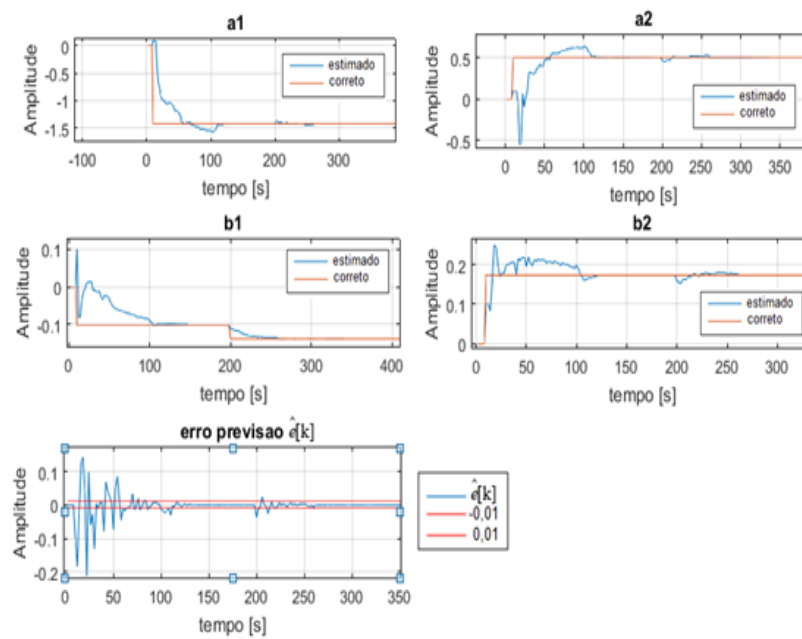 a1
Amplitude
0
-0.5
-1
-1.5
-100
0
100
200
300
tempo [s]
estimado
correto
a2
Amplitude
0.5
0
-0.5
0
50
100
150
200
250
300
350
tempo [s]
estimado
correto
b1
Amplitude
0.1
0
-0.1
0
100
200
300
400
tempo [s]
estimado
correto
b2
Amplitude
0.2
0.1
0
0
50
100
150
200
250
300
tempo [s]
estimado
correto
erro previsao ê[k]
Amplitude
0.1
0
-0.1
-0.2
0
50
100
150
200
250
300
350
tempo [s]
ê[k]
-0,01
0,01